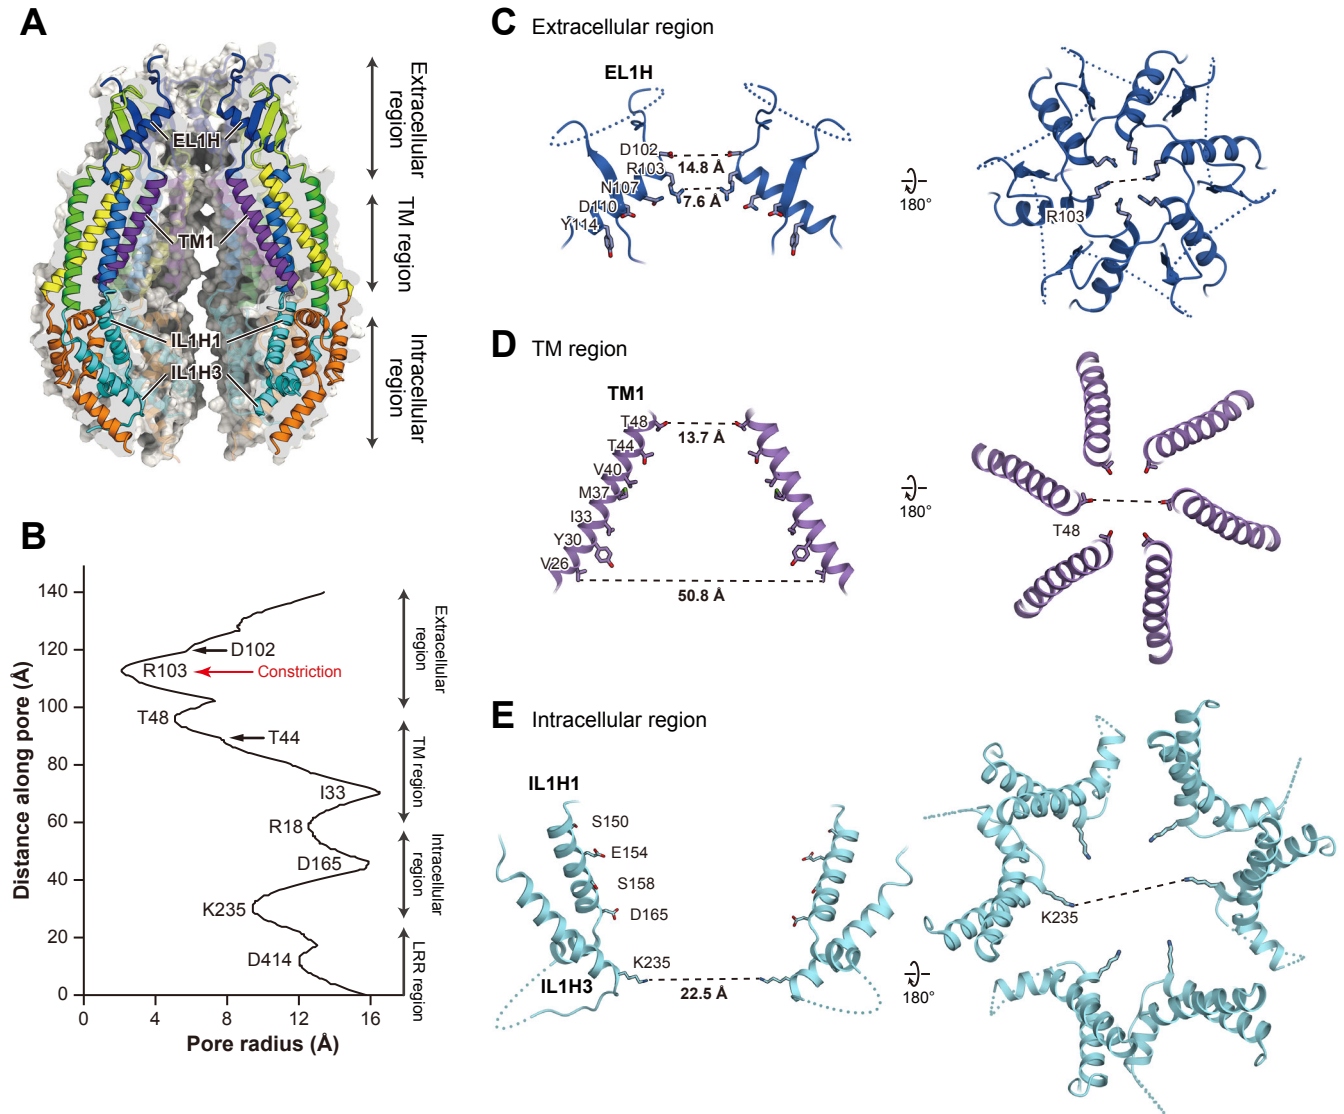 A
EL1H
TM1
IL1H1
IL1H3
Extracellular
region
TM region
Intracellular
region
B
Distance along pore (Å)
140
120
100
80
60
40
20
0
0
4
8
12
16
Pore radius (Å)
D102
R103
Constriction
T48
T44
I33
R18
D165
K235
D414
Extracellular
region
TM region
Intracellular
region
LRR region
C Extracellular region
EL1H
D102
R103
N107
D110
Y114
14.8 Å
7.6 Å
180°
R103
D TM region
TM1
T48
T44
V40
M37
I33
Y30
V26
13.7 Å
50.8 Å
180°
T48
E Intracellular region
IL1H1
S150
E154
S158
D165
K235
IL1H3
22.5 Å
180°
K235